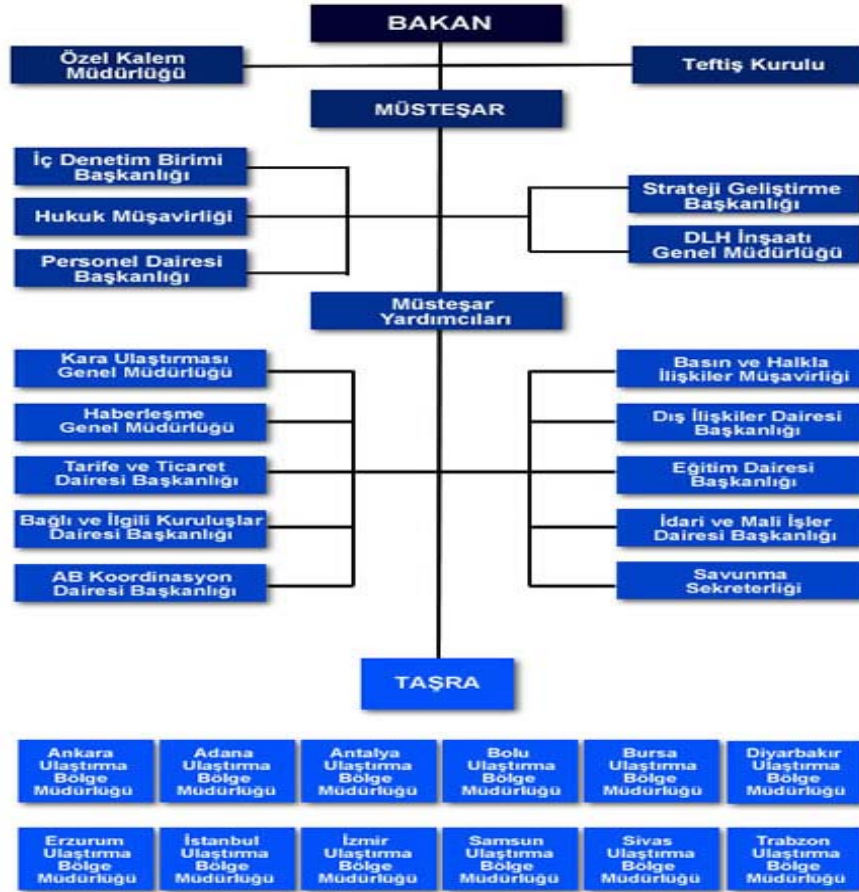 BAKAN
Özel Kalem
Müdürlüğü
Teftiş Kurulu
MÜSTEŞAR
İç Denetim Birimi
Başkanlığı
Strateji Geliştirme
Başkanlığı
Hukuk Müşavirliği
DLH İnşaatı
Genel Müdürlüğü
Personel Dairesi
Başkanlığı
Müsteşar
Yardımcıları
Kara Ulaştırması
Genel Müdürlüğü
Basın ve Halkla
İlişkiler Müşavirliği
Haberleşme
Genel Müdürlüğü
Dış İlişkiler Dairesi
Başkanlığı
Tarife ve Ticaret
Dairesi Başkanlığı
Eğitim Dairesi
Başkanlığı
Bağlı ve İlgili Kuruluşlar
Dairesi Başkanlığı
İdari ve Mali İşler
Dairesi Başkanlığı
AB Koordinasyon
Dairesi Başkanlığı
Savunma
Sekreterliği
TAŞRA
Ankara
Ulaştırma
Bölge
Müdürlüğü
Adana
Ulaştırma
Bölge
Müdürlüğü
Antalya
Ulaştırma
Bölge
Müdürlüğü
Bolu
Ulaştırma
Bölge
Müdürlüğü
Bursa
Ulaştırma
Bölge
Müdürlüğü
Diyarbakır
Ulaştırma
Bölge
Müdürlüğü
Erzurum
Ulaştırma
Bölge
Müdürlüğü
İstanbul
Ulaştırma
Bölge
Müdürlüğü
İzmir
Ulaştırma
Bölge
Müdürlüğü
Samsun
Ulaştırma
Bölge
Müdürlüğü
Sivas
Ulaştırma
Bölge
Müdürlüğü
Trabzon
Ulaştırma
Bölge
Müdürlüğü